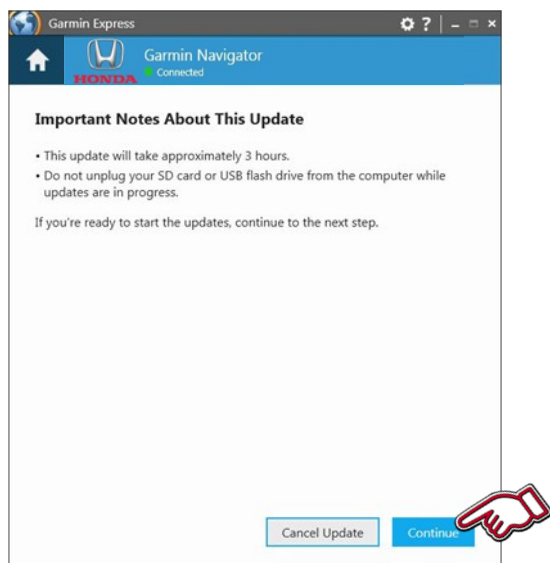 Garmin Express
?
HONDA
Garmin Navigator
Connected
Important Notes About This Update
• This update will take approximately 3 hours.
• Do not unplug your SD card or USB flash drive from the computer while
updates are in progress.
If you're ready to start the updates, continue to the next step.
Cancel Update
Continue